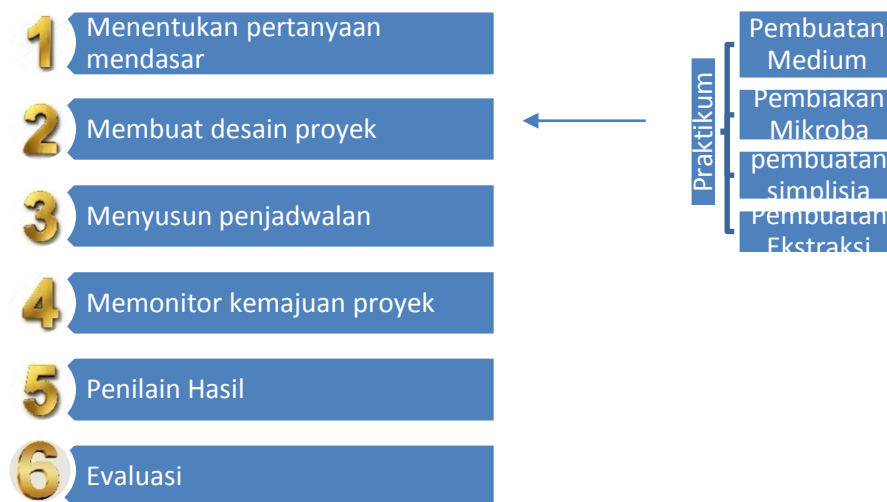 1
Menentukan pertanyaan
mendasar
2
Membuat desain proyek
3
Menyusun penjadwalan
4
Memonitor kemajuan proyek
5
Penilain Hasil
6
Evaluasi
Praktikum
Pembuatan
Medium
Pembiakan
Mikroba
pembuatan
simplisia
Pembuatan
Ekstraksi